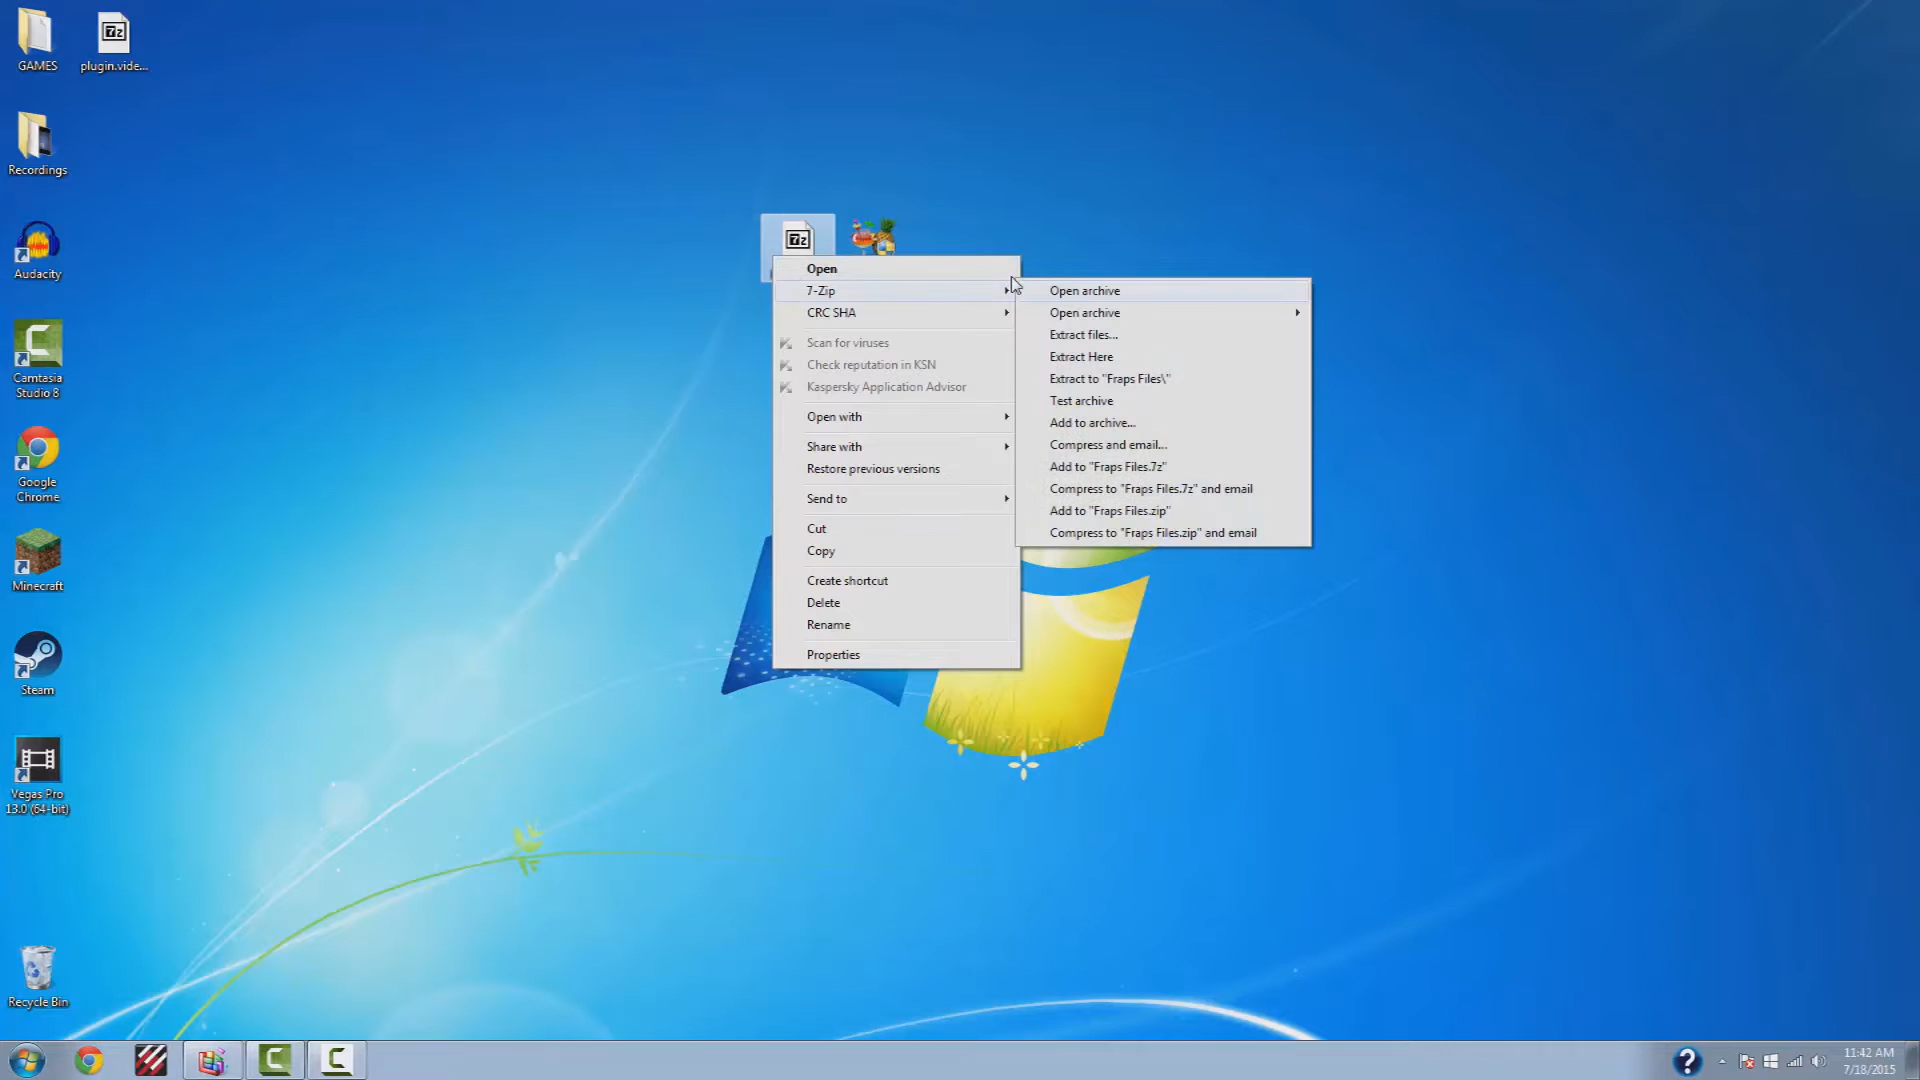 GAMES
plugin.vide...
Recordings
Audacity
Camtasia
Studio 8
Google
Chrome
Minecraft
Steam
Vegas Pro
13.0 (64-bit)
Recycle Bin
7z
7z
Open
7-Zip
CRC SHA
Scan for viruses
Check reputation in KSN
Kaspersky Application Advisor
Open with
Share with
Restore previous versions
Send to
Cut
Copy
Create shortcut
Delete
Rename
Properties
Open archive
Open archive
Extract files...
Extract Here
Extract to "Fraps Files\"
Test archive
Add to archive...
Compress and email...
Add to "Fraps Files.7z"
Compress to "Fraps Files.7z" and email
Add to "Fraps Files.zip"
Compress to "Fraps Files.zip" and email
11:42 AM
7/18/2015